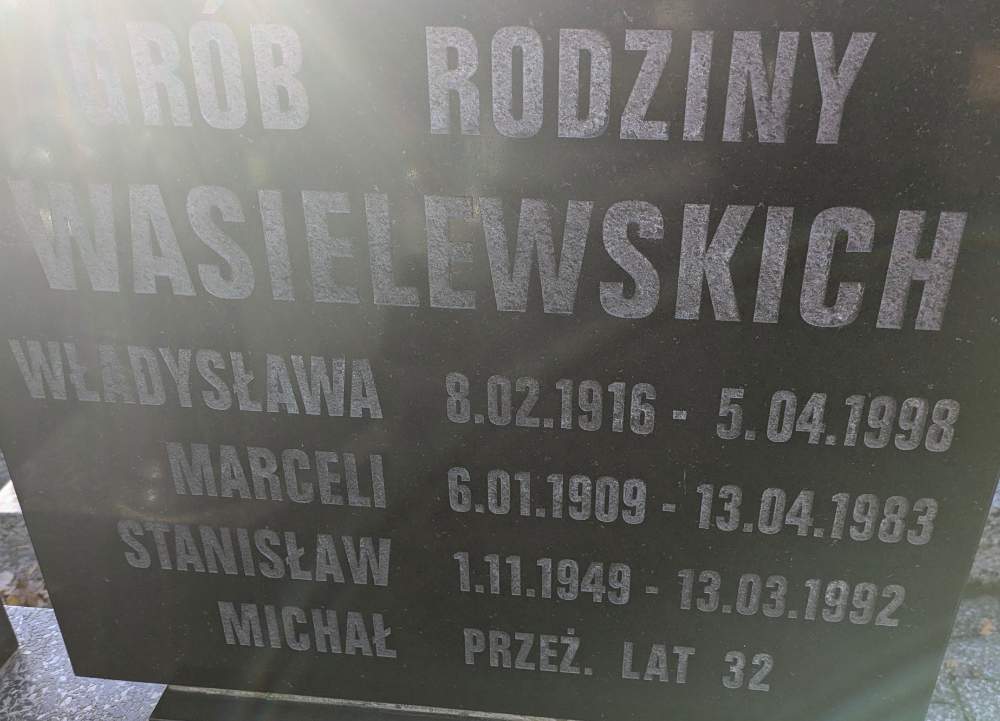 GRÓB RODZINY
WASIELEWSKICH
WŁADYSŁAWA 8.02.1916 - 5.04.1998
MARCELI 6.01.1909 - 13.04.1983
STANISŁAW 1.11.1949 - 13.03.1992
MICHAŁ PRZEŻ. LAT 32